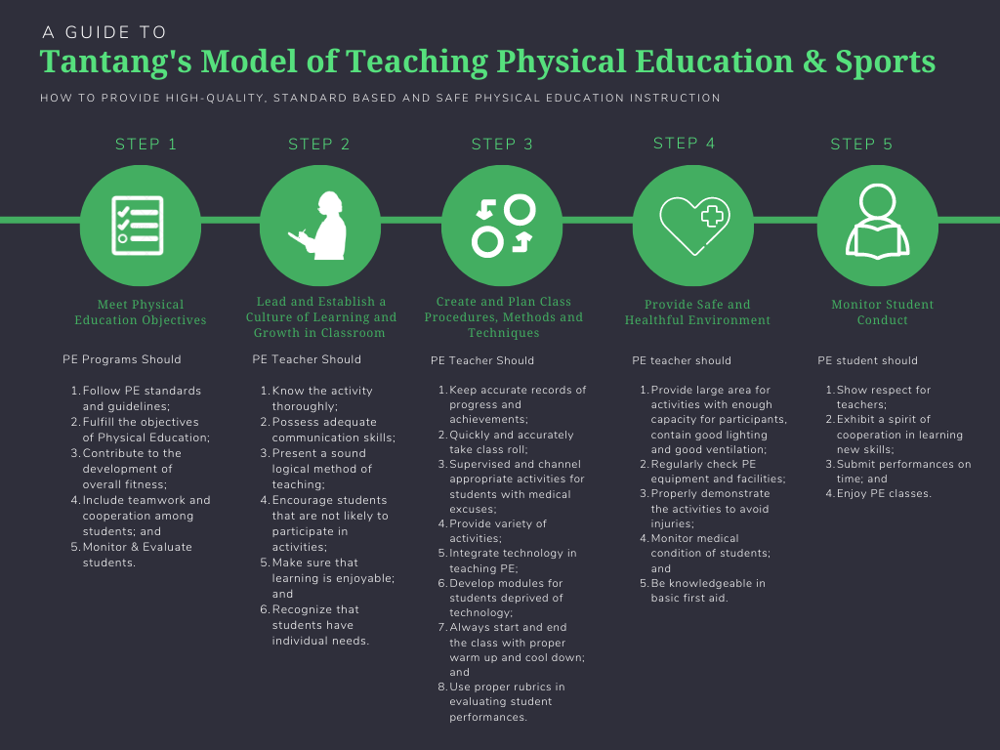 A GUIDE TO
Tantang's Model of Teaching Physical Education & Sports
HOW TO PROVIDE HIGH-QUALITY, STANDARD BASED AND SAFE PHYSICAL EDUCATION INSTRUCTION
STEP 1
Meet Physical
Education Objectives
PE Programs Should
1. Follow PE standards
and guidelines;
2. Fulfill the objectives
of Physical Education;
3. Contribute to the
development of
overall fitness;
4. Include teamwork and
cooperation among
students; and
5. Monitor & Evaluate
students.
STEP 2
Lead and Establish a
Culture of Learning and
Growth in Classroom
PE Teacher Should
1. Know the activity
thoroughly;
2. Possess adequate
communication skills;
3. Present a sound
logical method of
teaching;
4. Encourage students
that are not likely to
participate in
activities;
5. Make sure that
learning is enjoyable;
and
6. Recognize that
students have
individual needs.
STEP 3
Create and Plan Class
Procedures, Methods and
Techniques
PE Teacher Should
1. Keep accurate records of
progress and
achievements;
2. Quickly and accurately
take class roll;
3. Supervised and channel
appropriate activities for
students with medical
excuses;
4. Provide variety of
activities;
5. Integrate technology in
teaching PE;
6. Develop modules for
students deprived of
technology;
7. Always start and end
the class with proper
warm up and cool down;
and
8. Use proper rubrics in
evaluating student
performances.
STEP 4
Provide Safe and
Healthful Environment
PE teacher should
1. Provide large area for
activities with enough
capacity for participants,
contain good lighting
and good ventilation;
2. Regularly check PE
equipment and facilities;
3. Properly demonstrate
the activities to avoid
injuries;
4. Monitor medical
condition of students;
and
5. Be knowledgeable in
basic first aid.
STEP 5
Monitor Student
Conduct
PE student should
1. Show respect for
teachers;
2. Exhibit a spirit of
cooperation in learning
new skills;
3. Submit performances on
time; and
4. Enjoy PE classes.